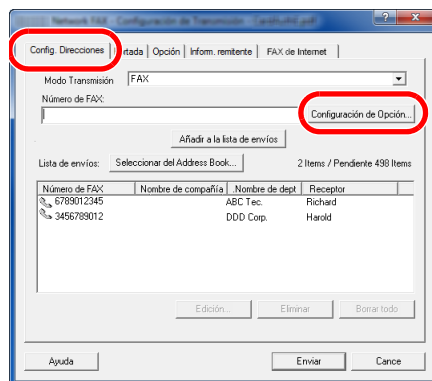 Network FAX - Configuración de Transmisión -
Config. Direcciones rtada Opción Inform. remitente FAX de Internet
Modo Transmisión FAX
Número de FAX:
Configuración de Opción...
Añadir a la lista de envíos
Lista de envíos: Seleccionar del Address Book... 2 Items / Pendiente 498 Items
Número de FAX Nombre de compañía Nombre de dept Receptor
6789012345 ABC Tec. Richard
3456789012 DDD Corp. Harold
Edición... Eliminar Borrar todo
Ayuda Enviar Cance